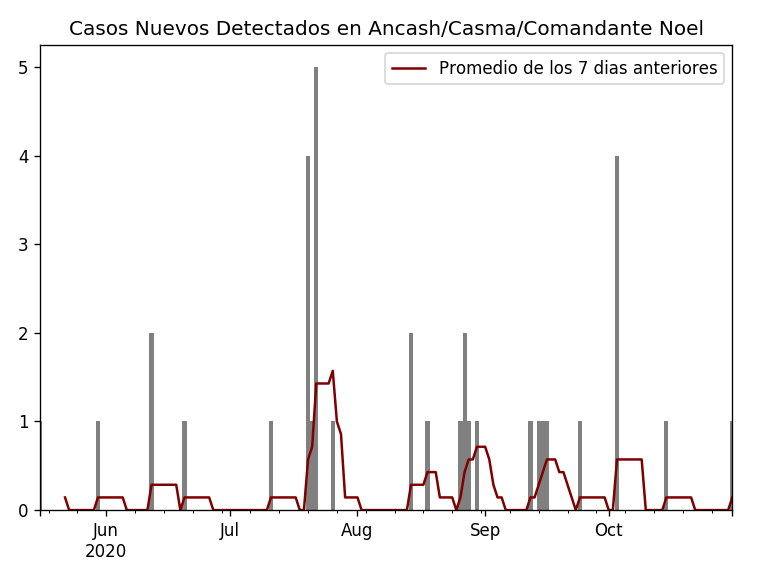 Casos Nuevos Detectados en Ancash/Casma/Comandante Noel
Promedio de los 7 dias anteriores
5
4
3
2
1
0
Jun
2020
Jul
Aug
Sep
Oct